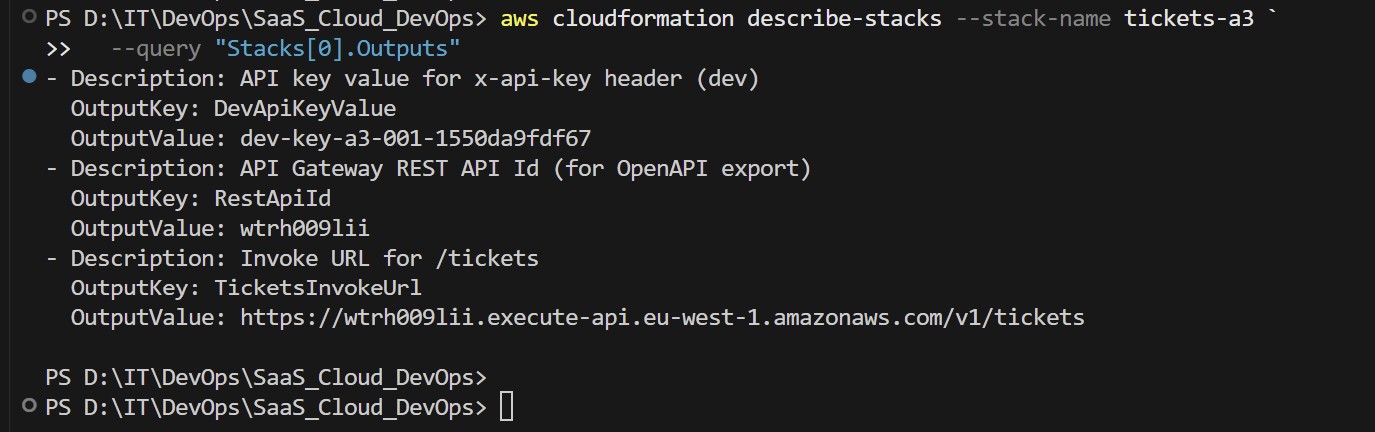 PS D:\IT\DevOps\SaaS_Cloud_DevOps> aws cloudformation describe-stacks --stack-name tickets-a3 `
>>   --query "Stacks[0].Outputs"
- Description: API key value for x-api-key header (dev)
  OutputKey: DevApiKeyValue
  OutputValue: dev-key-a3-001-1550da9fdf67
- Description: API Gateway REST API Id (for OpenAPI export)
  OutputKey: RestApiId
  OutputValue: wtrh009lii
- Description: Invoke URL for /tickets
  OutputKey: TicketsInvokeUrl
  OutputValue: https://wtrh009lii.execute-api.eu-west-1.amazonaws.com/v1/tickets
PS D:\IT\DevOps\SaaS_Cloud_DevOps>
PS D:\IT\DevOps\SaaS_Cloud_DevOps>